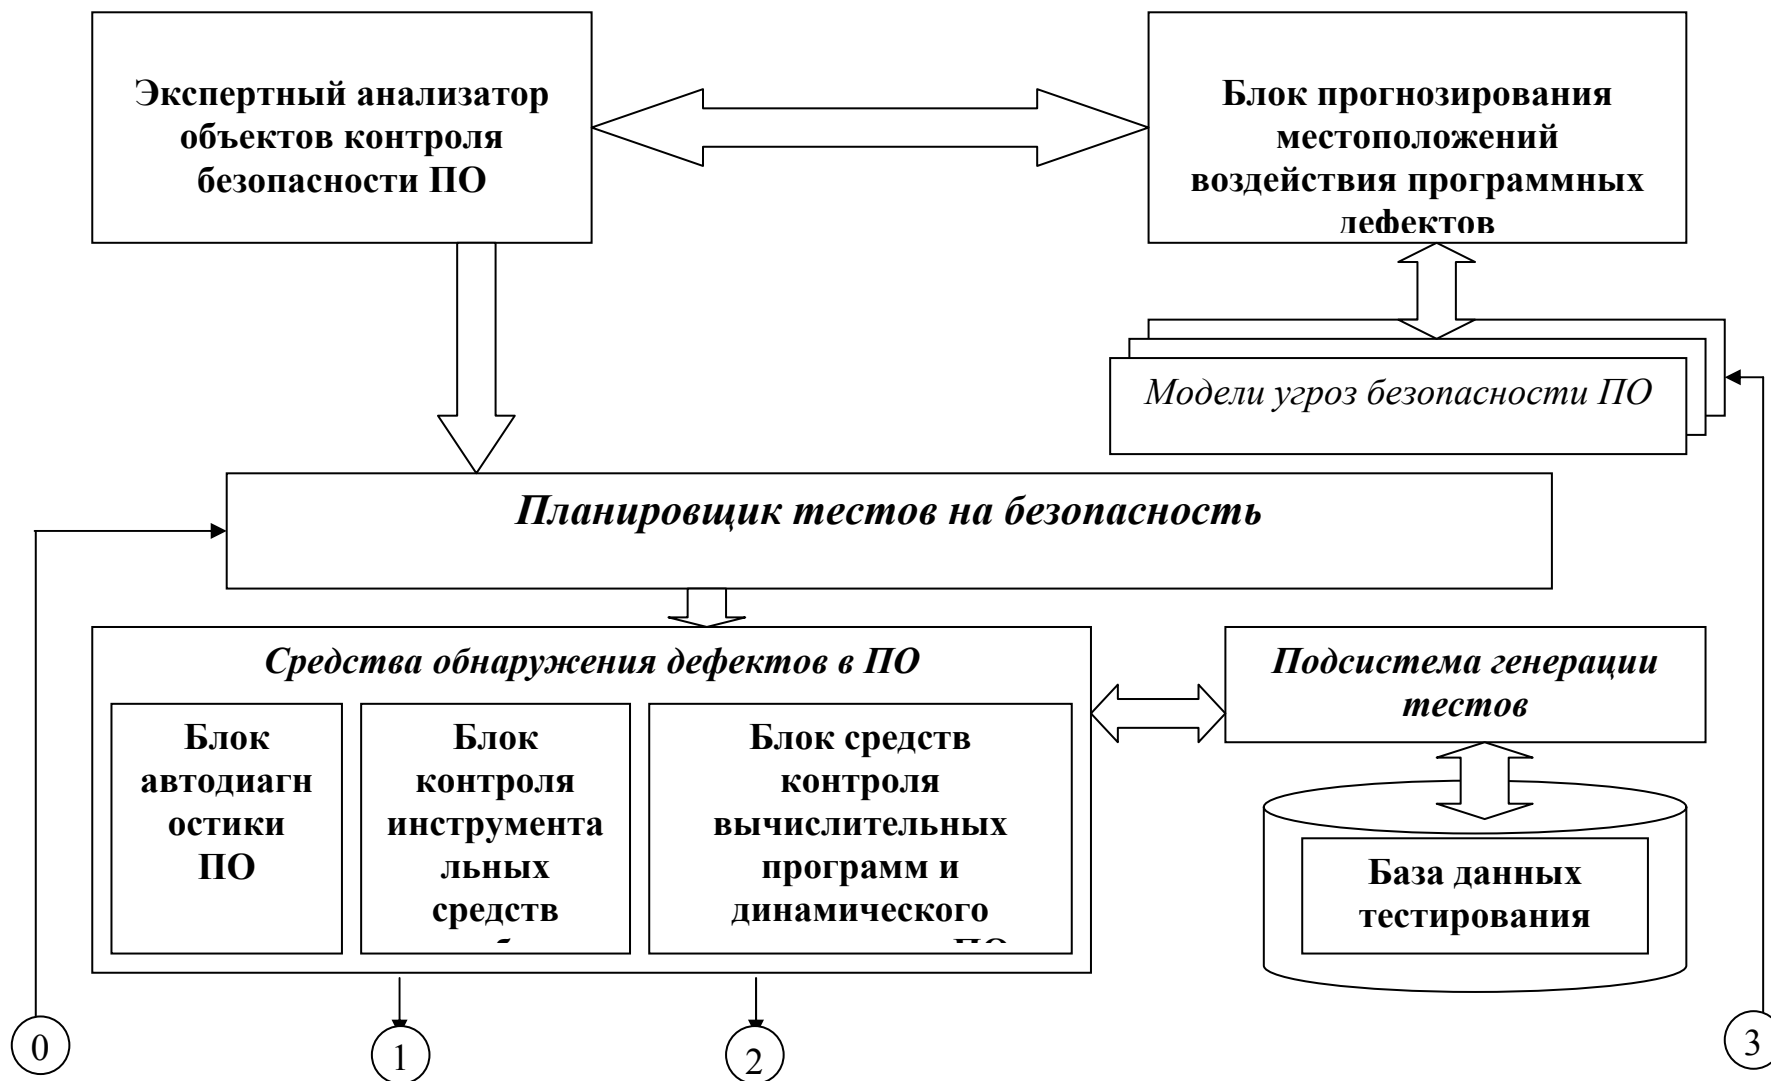 Экспертный анализатор
объектов контроля
безопасности ПО
Блок прогнозирования
местоположений
воздействия программных
дефектов
Модели угроз безопасности ПО
Планировщик тестов на безопасность
Средства обнаружения дефектов в ПО
Блок
автодиагн
остики
ПО
Блок
контроля
инструмента
льных
средств
Блок средств
контроля
вычислительных
программ и
динамического
ПО
Подсистема генерации
тестов
База данных
тестирования
0
1
2
3